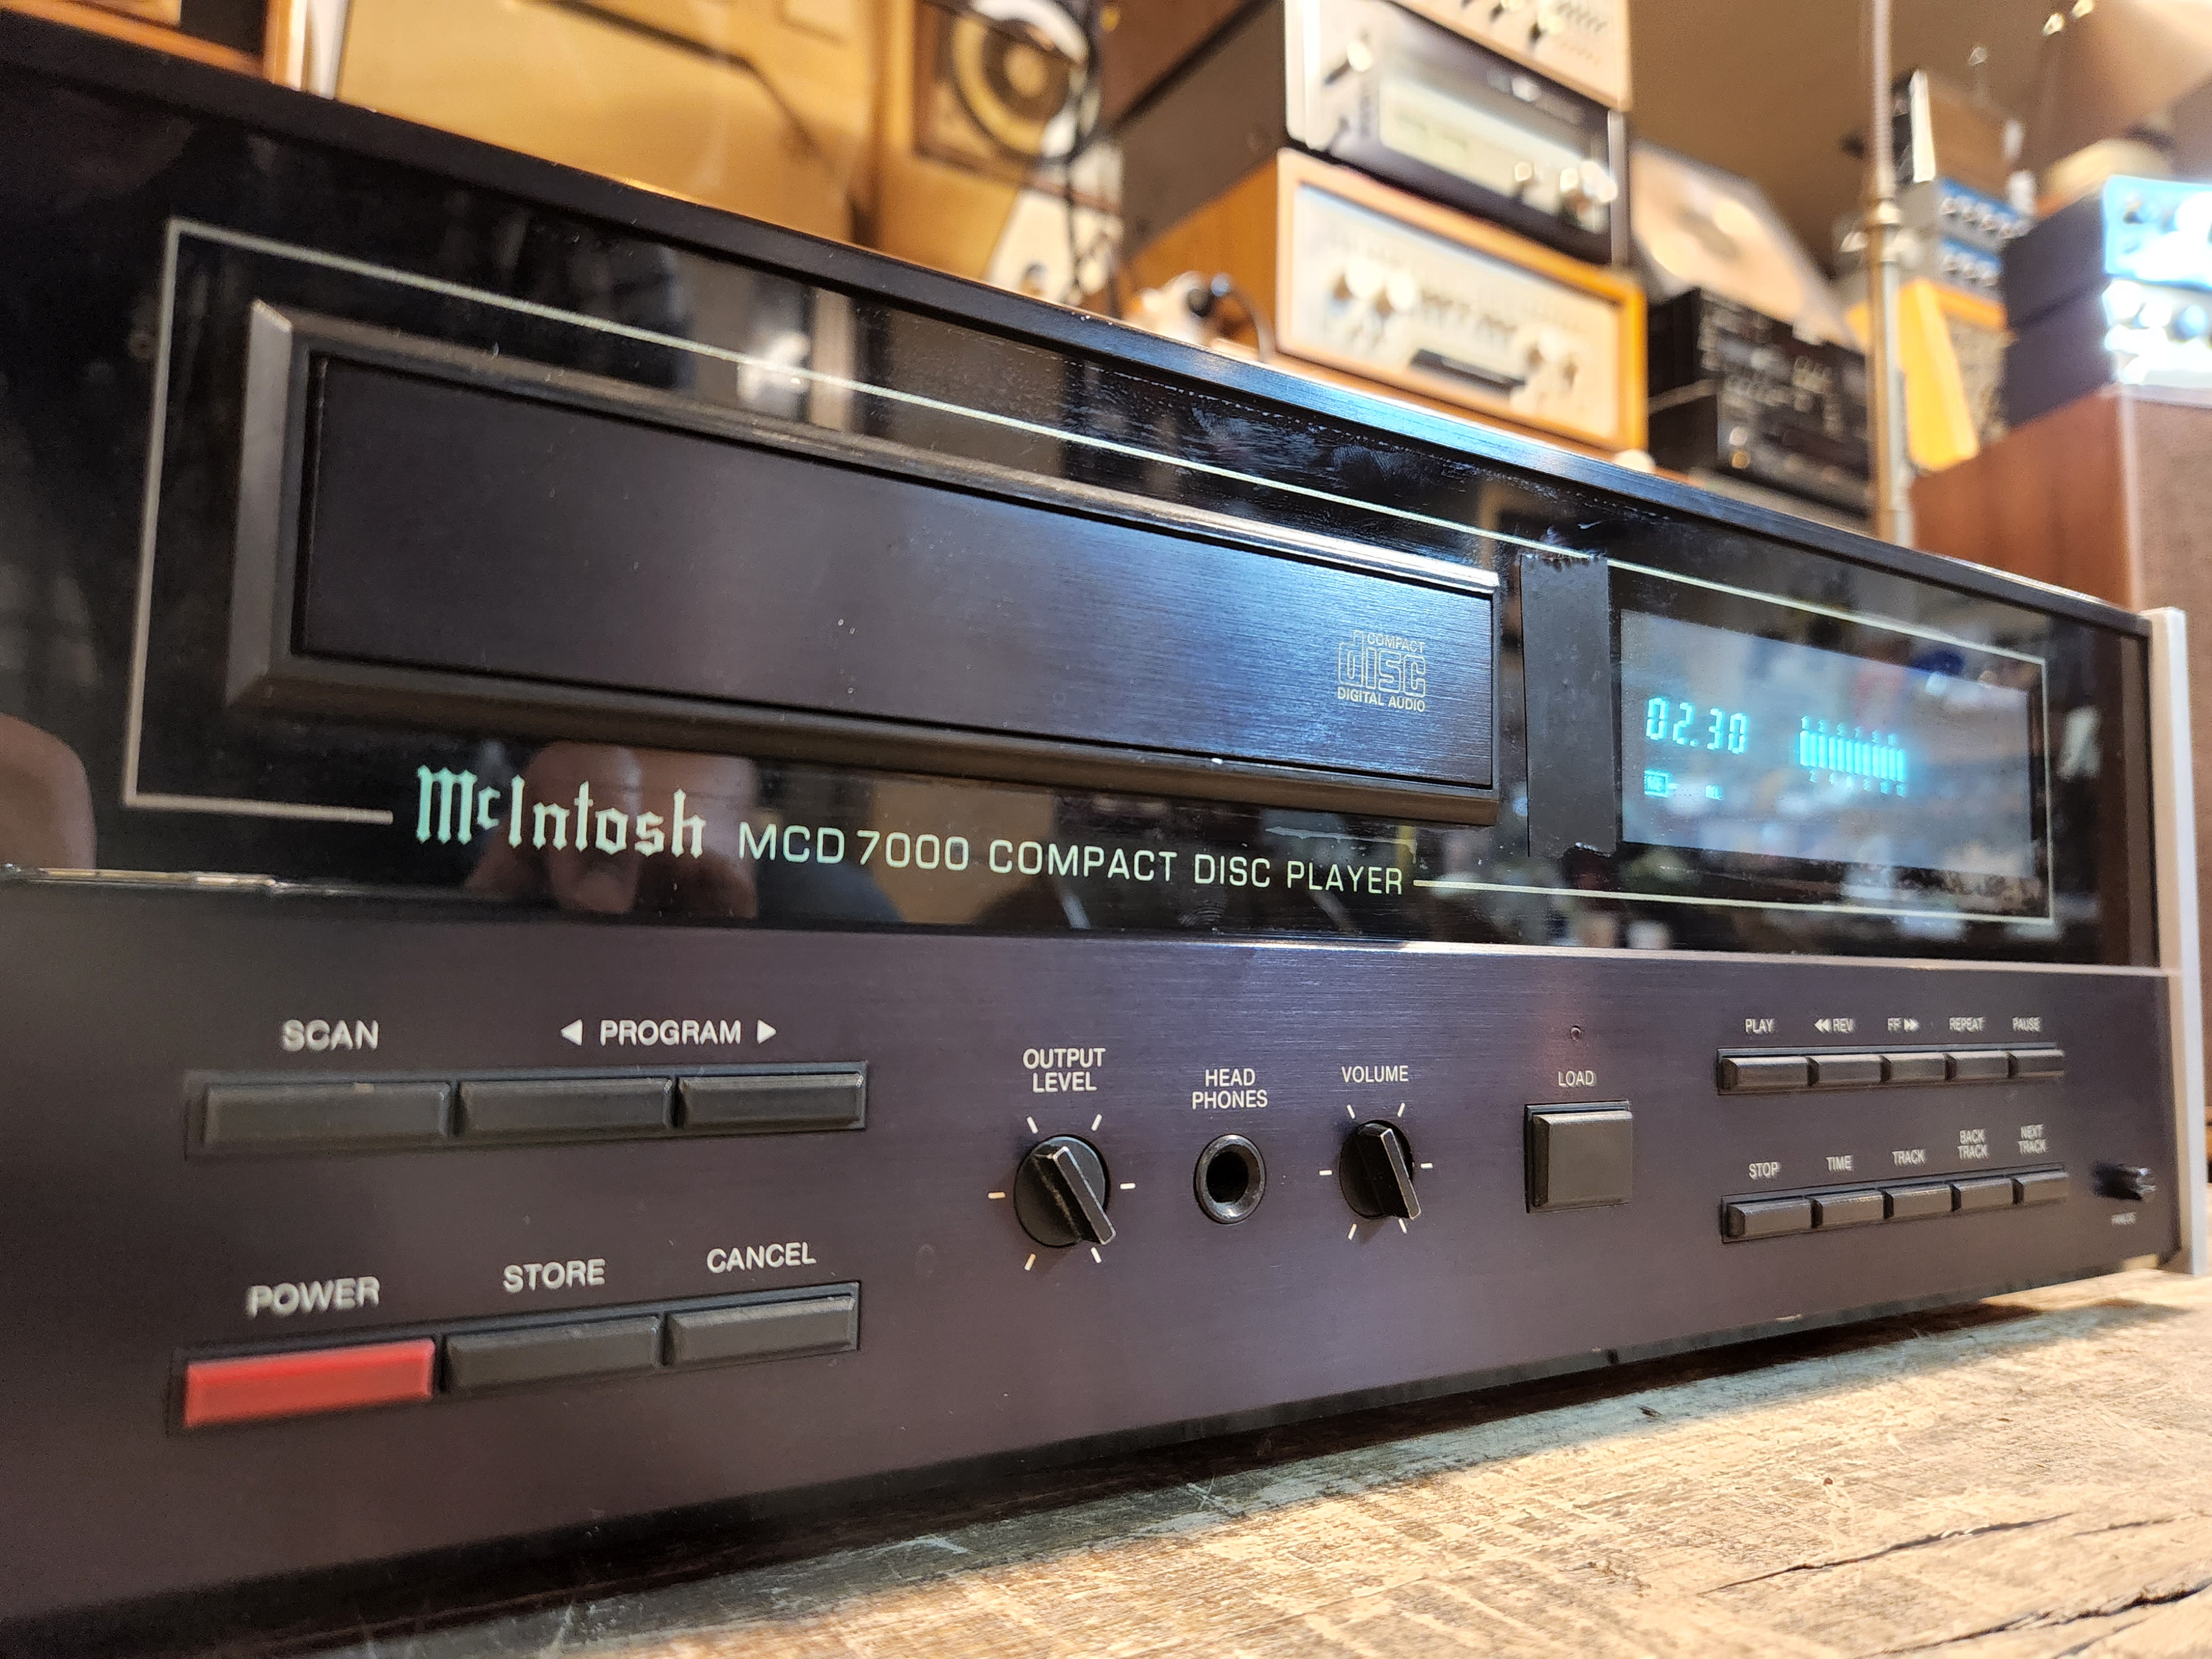 COMPACT
disc
DIGITAL AUDIO
02.30
McIntosh MCD 7000 COMPACT DISC PLAYER
SCAN
◀ PROGRAM ▶
OUTPUT
LEVEL
HEAD
PHONES
VOLUME
LOAD
PLAY
◀◀ REV
FF ▶▶
REPEAT
PAUSE
POWER
STORE
CANCEL
STOP
TIME
TRACK
BACK
TRACK
NEXT
TRACK